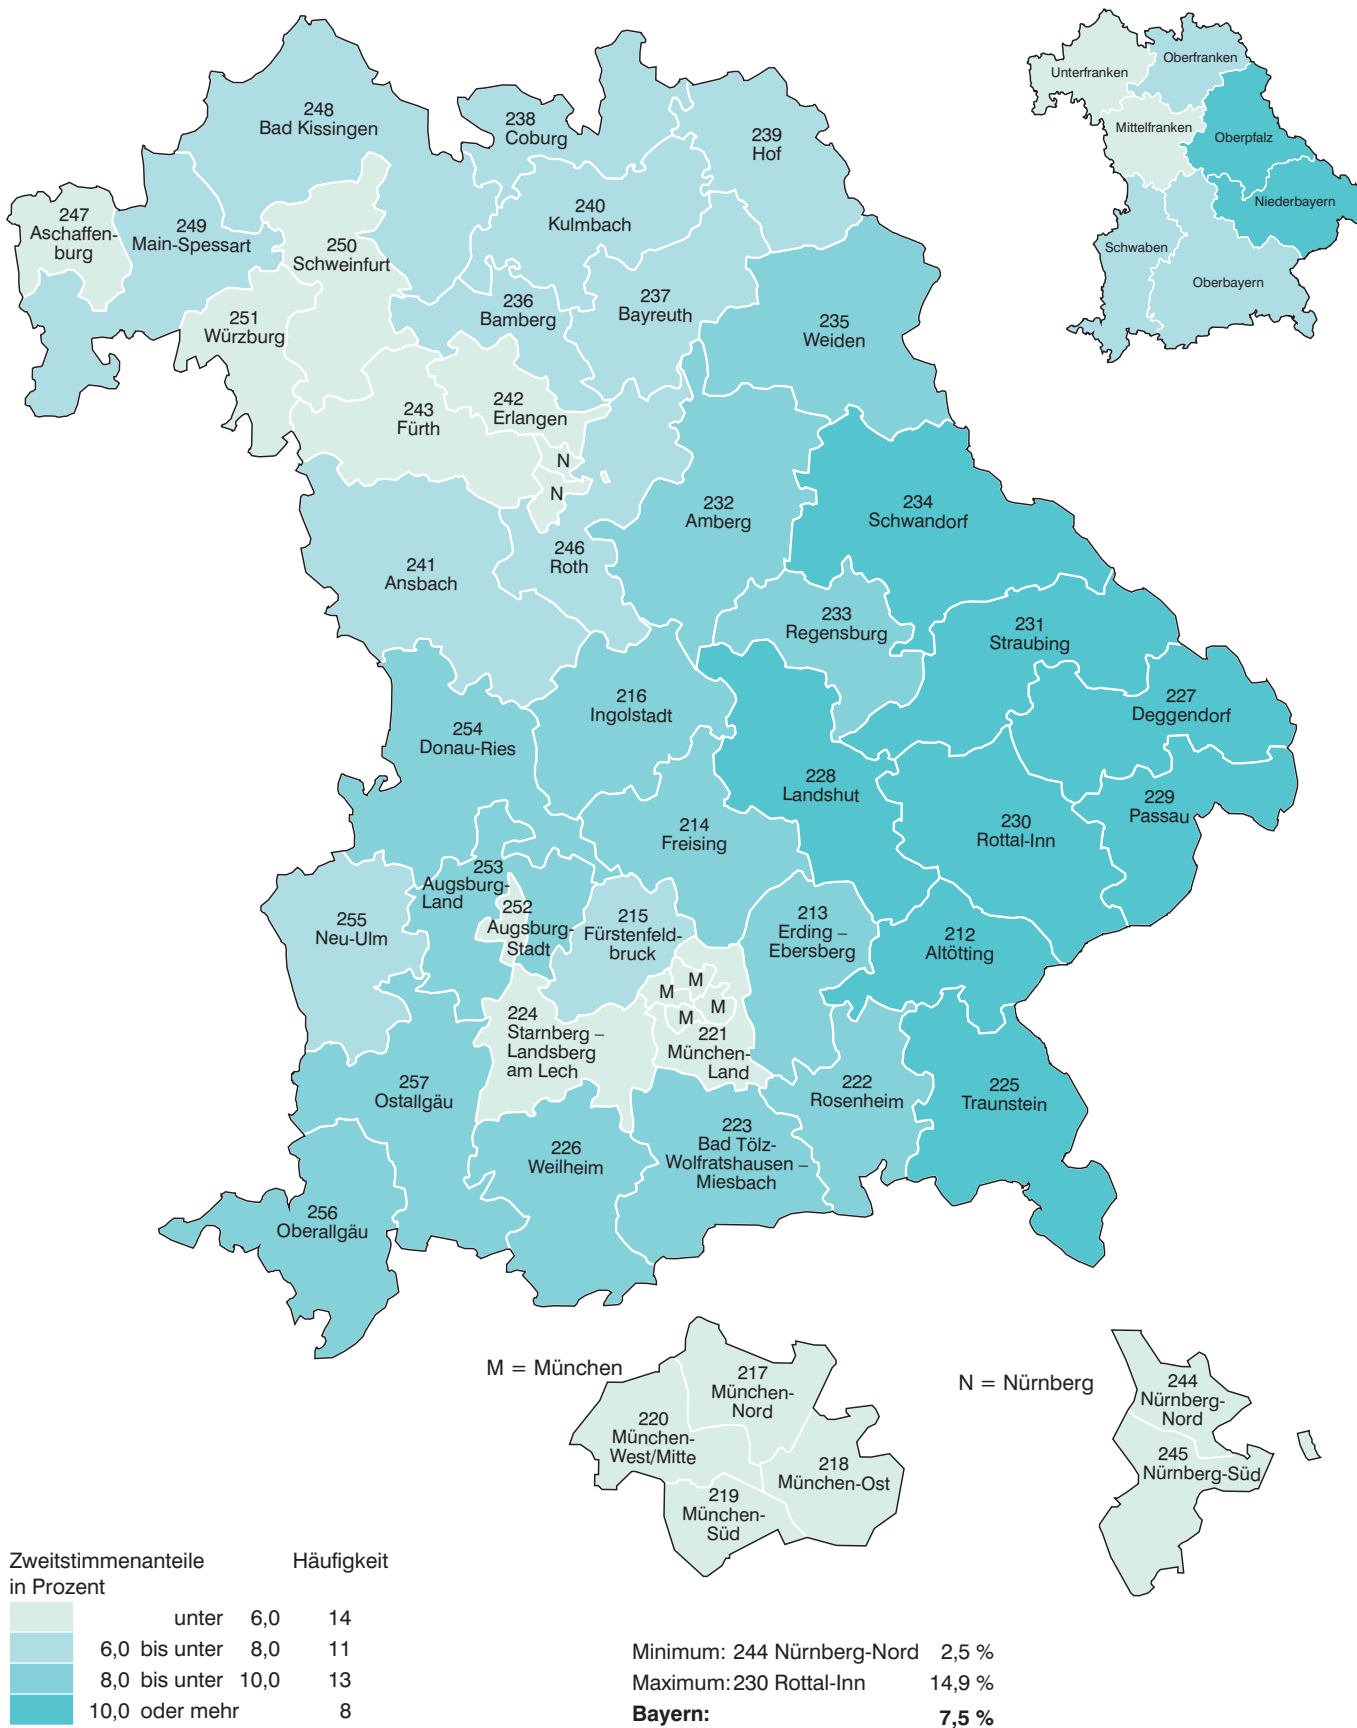 248
Bad Kissingen
238
Coburg
239
Hof
247
Aschaffen-
burg
249
Main-Spessart
240
Kulmbach
250
Schweinfurt
236
Bamberg
237
Bayreuth
251
Würzburg
235
Weiden
243
Fürth
242
Erlangen
N
N
232
Amberg
234
Schwandorf
241
Ansbach
246
Roth
233
Regensburg
231
Straubing
216
Ingolstadt
227
Deggendorf
254
Donau-Ries
228
Landshut
229
Passau
230
Rottal-Inn
214
Freising
253
Augsburg-
Land
252
Augsburg-
Stadt
255
Neu-Ulm
215
Fürstenfeld-
bruck
213
Erding –
Ebersberg
212
Altötting
M
M
M
M
224
Starnberg –
Landsberg
am Lech
221
München-
Land
257
Ostallgäu
222
Rosenheim
225
Traunstein
223
Bad Tölz-
Wolfratshausen –
Miesbach
226
Weilheim
256
Oberallgäu
Unterfranken
Oberfranken
Mittelfranken
Oberpfalz
Niederbayern
Schwaben
Oberbayern
M = München
217
München-
Nord
220
München-
West/Mitte
218
München-Ost
219
München-
Süd
N = Nürnberg
244
Nürnberg-
Nord
245
Nürnberg-Süd
Zweitstimmenanteile Häufigkeit
in Prozent
unter 6,0 14
6,0 bis unter 8,0 11
8,0 bis unter 10,0 13
10,0 oder mehr 8
Minimum: 244 Nürnberg-Nord 2,5 %
Maximum: 230 Rottal-Inn 14,9 %
Bayern: 7,5 %